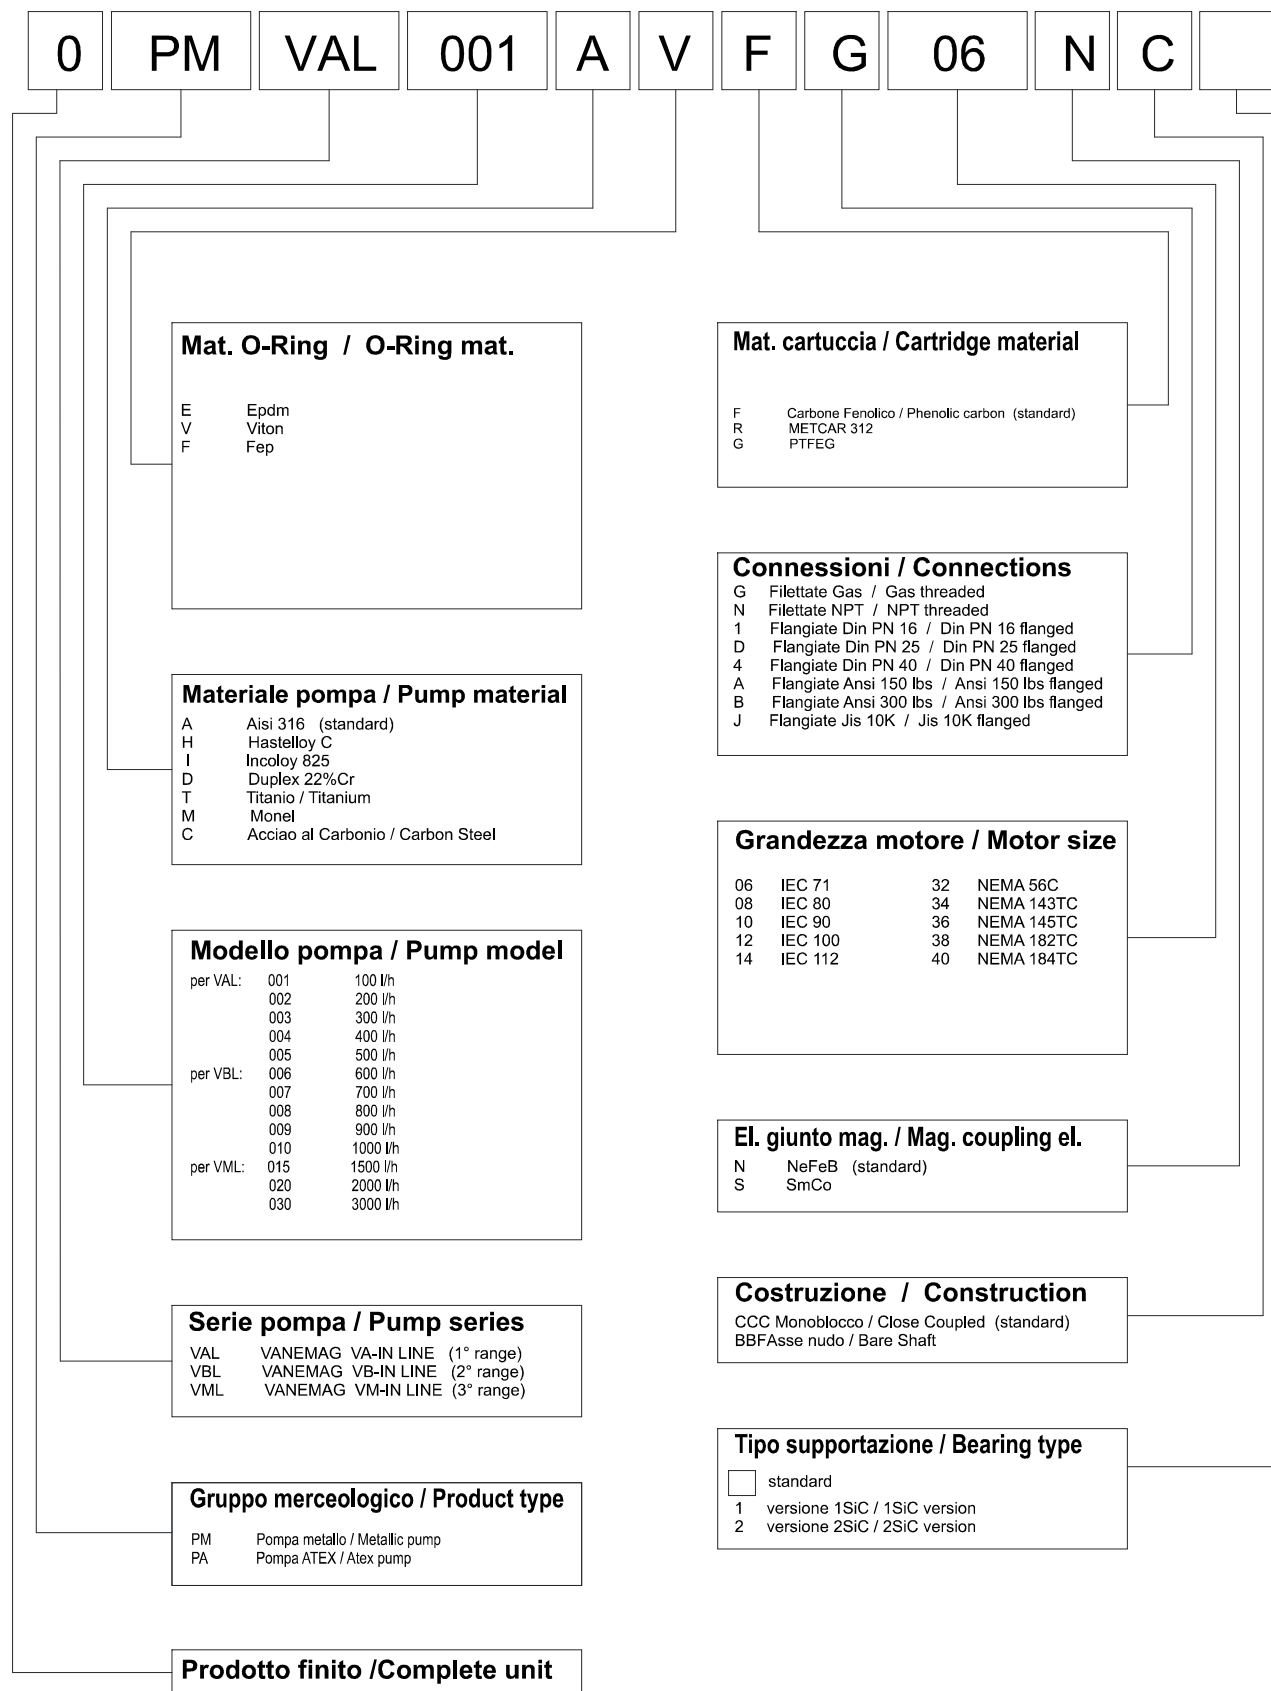 0 PM VAL 001 A V F G 06 N C
Mat. O-Ring / O-Ring mat.
E Epdm
V Viton
F Fep
Materiale pompa / Pump material
A Aisi 316 (standard)
H Hastelloy C
I Incoloy 825
D Duplex 22%Cr
T Titanio / Titanium
M Monel
C Acciao al Carbonio / Carbon Steel
Modello pompa / Pump model
per VAL: 001 100 l/h
002 200 l/h
003 300 l/h
004 400 l/h
005 500 l/h
per VBL: 006 600 l/h
007 700 l/h
008 800 l/h
009 900 l/h
010 1000 l/h
per VML: 015 1500 l/h
020 2000 l/h
030 3000 l/h
Serie pompa / Pump series
VAL VANEMAG VA-IN LINE (1° range)
VBL VANEMAG VB-IN LINE (2° range)
VML VANEMAG VM-IN LINE (3° range)
Gruppo merceologico / Product type
PM Pompa metallo / Metallic pump
PA Pompa ATEX / Atex pump
Prodotto finito /Complete unit
Mat. cartuccia / Cartridge material
F Carbone Fenolico / Phenolic carbon (standard)
R METCAR 312
G PTFEG
Connessioni / Connections
G Filettate Gas / Gas threaded
N Filettate NPT / NPT threaded
1 Flangiate Din PN 16 / Din PN 16 flanged
D Flangiate Din PN 25 / Din PN 25 flanged
4 Flangiate Din PN 40 / Din PN 40 flanged
A Flangiate Ansi 150 lbs / Ansi 150 lbs flanged
B Flangiate Ansi 300 lbs / Ansi 300 lbs flanged
J Flangiate Jis 10K / Jis 10K flanged
Grandezza motore / Motor size
06 IEC 71 32 NEMA 56C
08 IEC 80 34 NEMA 143TC
10 IEC 90 36 NEMA 145TC
12 IEC 100 38 NEMA 182TC
14 IEC 112 40 NEMA 184TC
El. giunto mag. / Mag. coupling el.
N NeFeB (standard)
S SmCo
Costruzione / Construction
CCC Monoblocco / Close Coupled (standard)
BBFAsse nudo / Bare Shaft
Tipo supportazione / Bearing type
standard
1 versione 1SiC / 1SiC version
2 versione 2SiC / 2SiC version